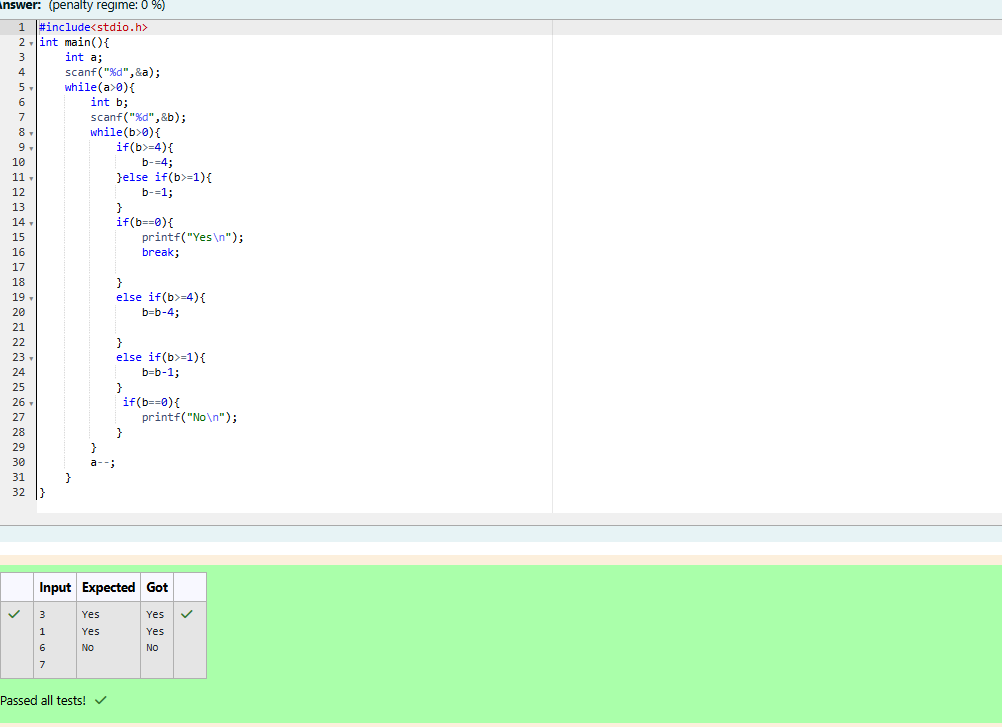 Answer: (penalty regime: 0 %)
1 #include<stdio.h>
2 int main(){
3     int a;
4     scanf("%d",&a);
5     while(a>0){
6         int b;
7         scanf("%d",&b);
8         while(b>0){
9             if(b>=4){
10                 b-=4;
11             }else if(b>=1){
12                 b-=1;
13             }
14             if(b==0){
15                 printf("Yes\n");
16                 break;
17
18             }
19             else if(b>=4){
20                 b=b-4;
21
22             }
23             else if(b>=1){
24                 b=b-1;
25             }
26              if(b==0){
27                 printf("No\n");
28             }
29         }
30         a--;
31     }
32 }
Input Expected Got
3 Yes Yes
1 Yes Yes
6 No No
7
Passed all tests!